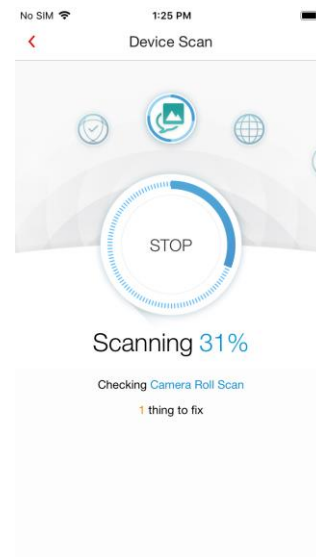 No SIM 1:25 PM
Device Scan
STOP
Scanning 31%
Checking Camera Roll Scan
1 thing to fix